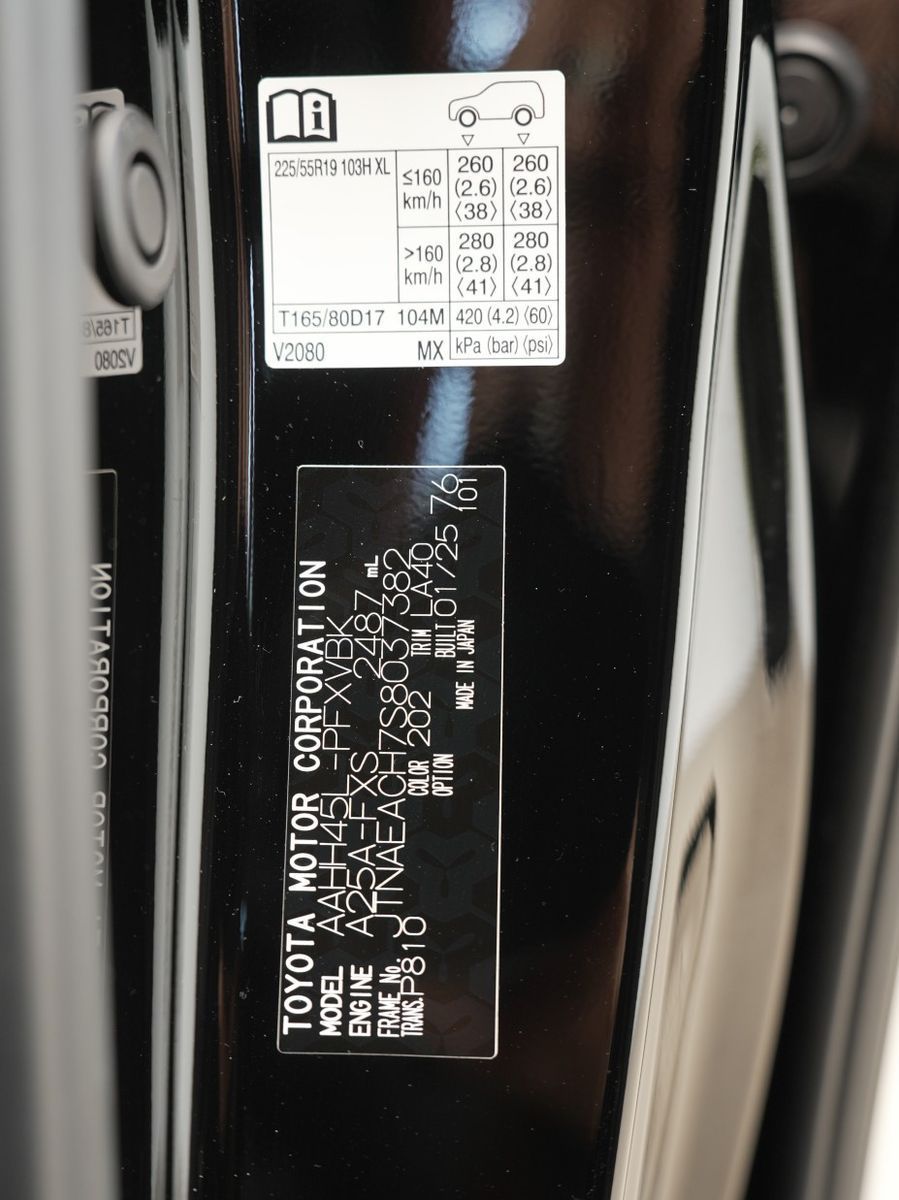 225/55R19 103H XL
≤160 km/h
260 260
(2.6) (2.6)
⟨38⟩ ⟨38⟩
>160 km/h
280 280
(2.8) (2.8)
⟨41⟩ ⟨41⟩
T165/80D17 104M 420 (4.2) ⟨60⟩
V2080 MX kPa (bar) ⟨psi⟩
TOYOTA MOTOR CORPORATION
MODEL AAHH45L-PFXVBK
ENGINE A25A-FXS 2487 mL
FRAME No. JTNAEACH7S8037382
TRANS. P810 COLOR 202 TRIM LA40
OPTION BUILT 01/25 76
MADE IN JAPAN 101